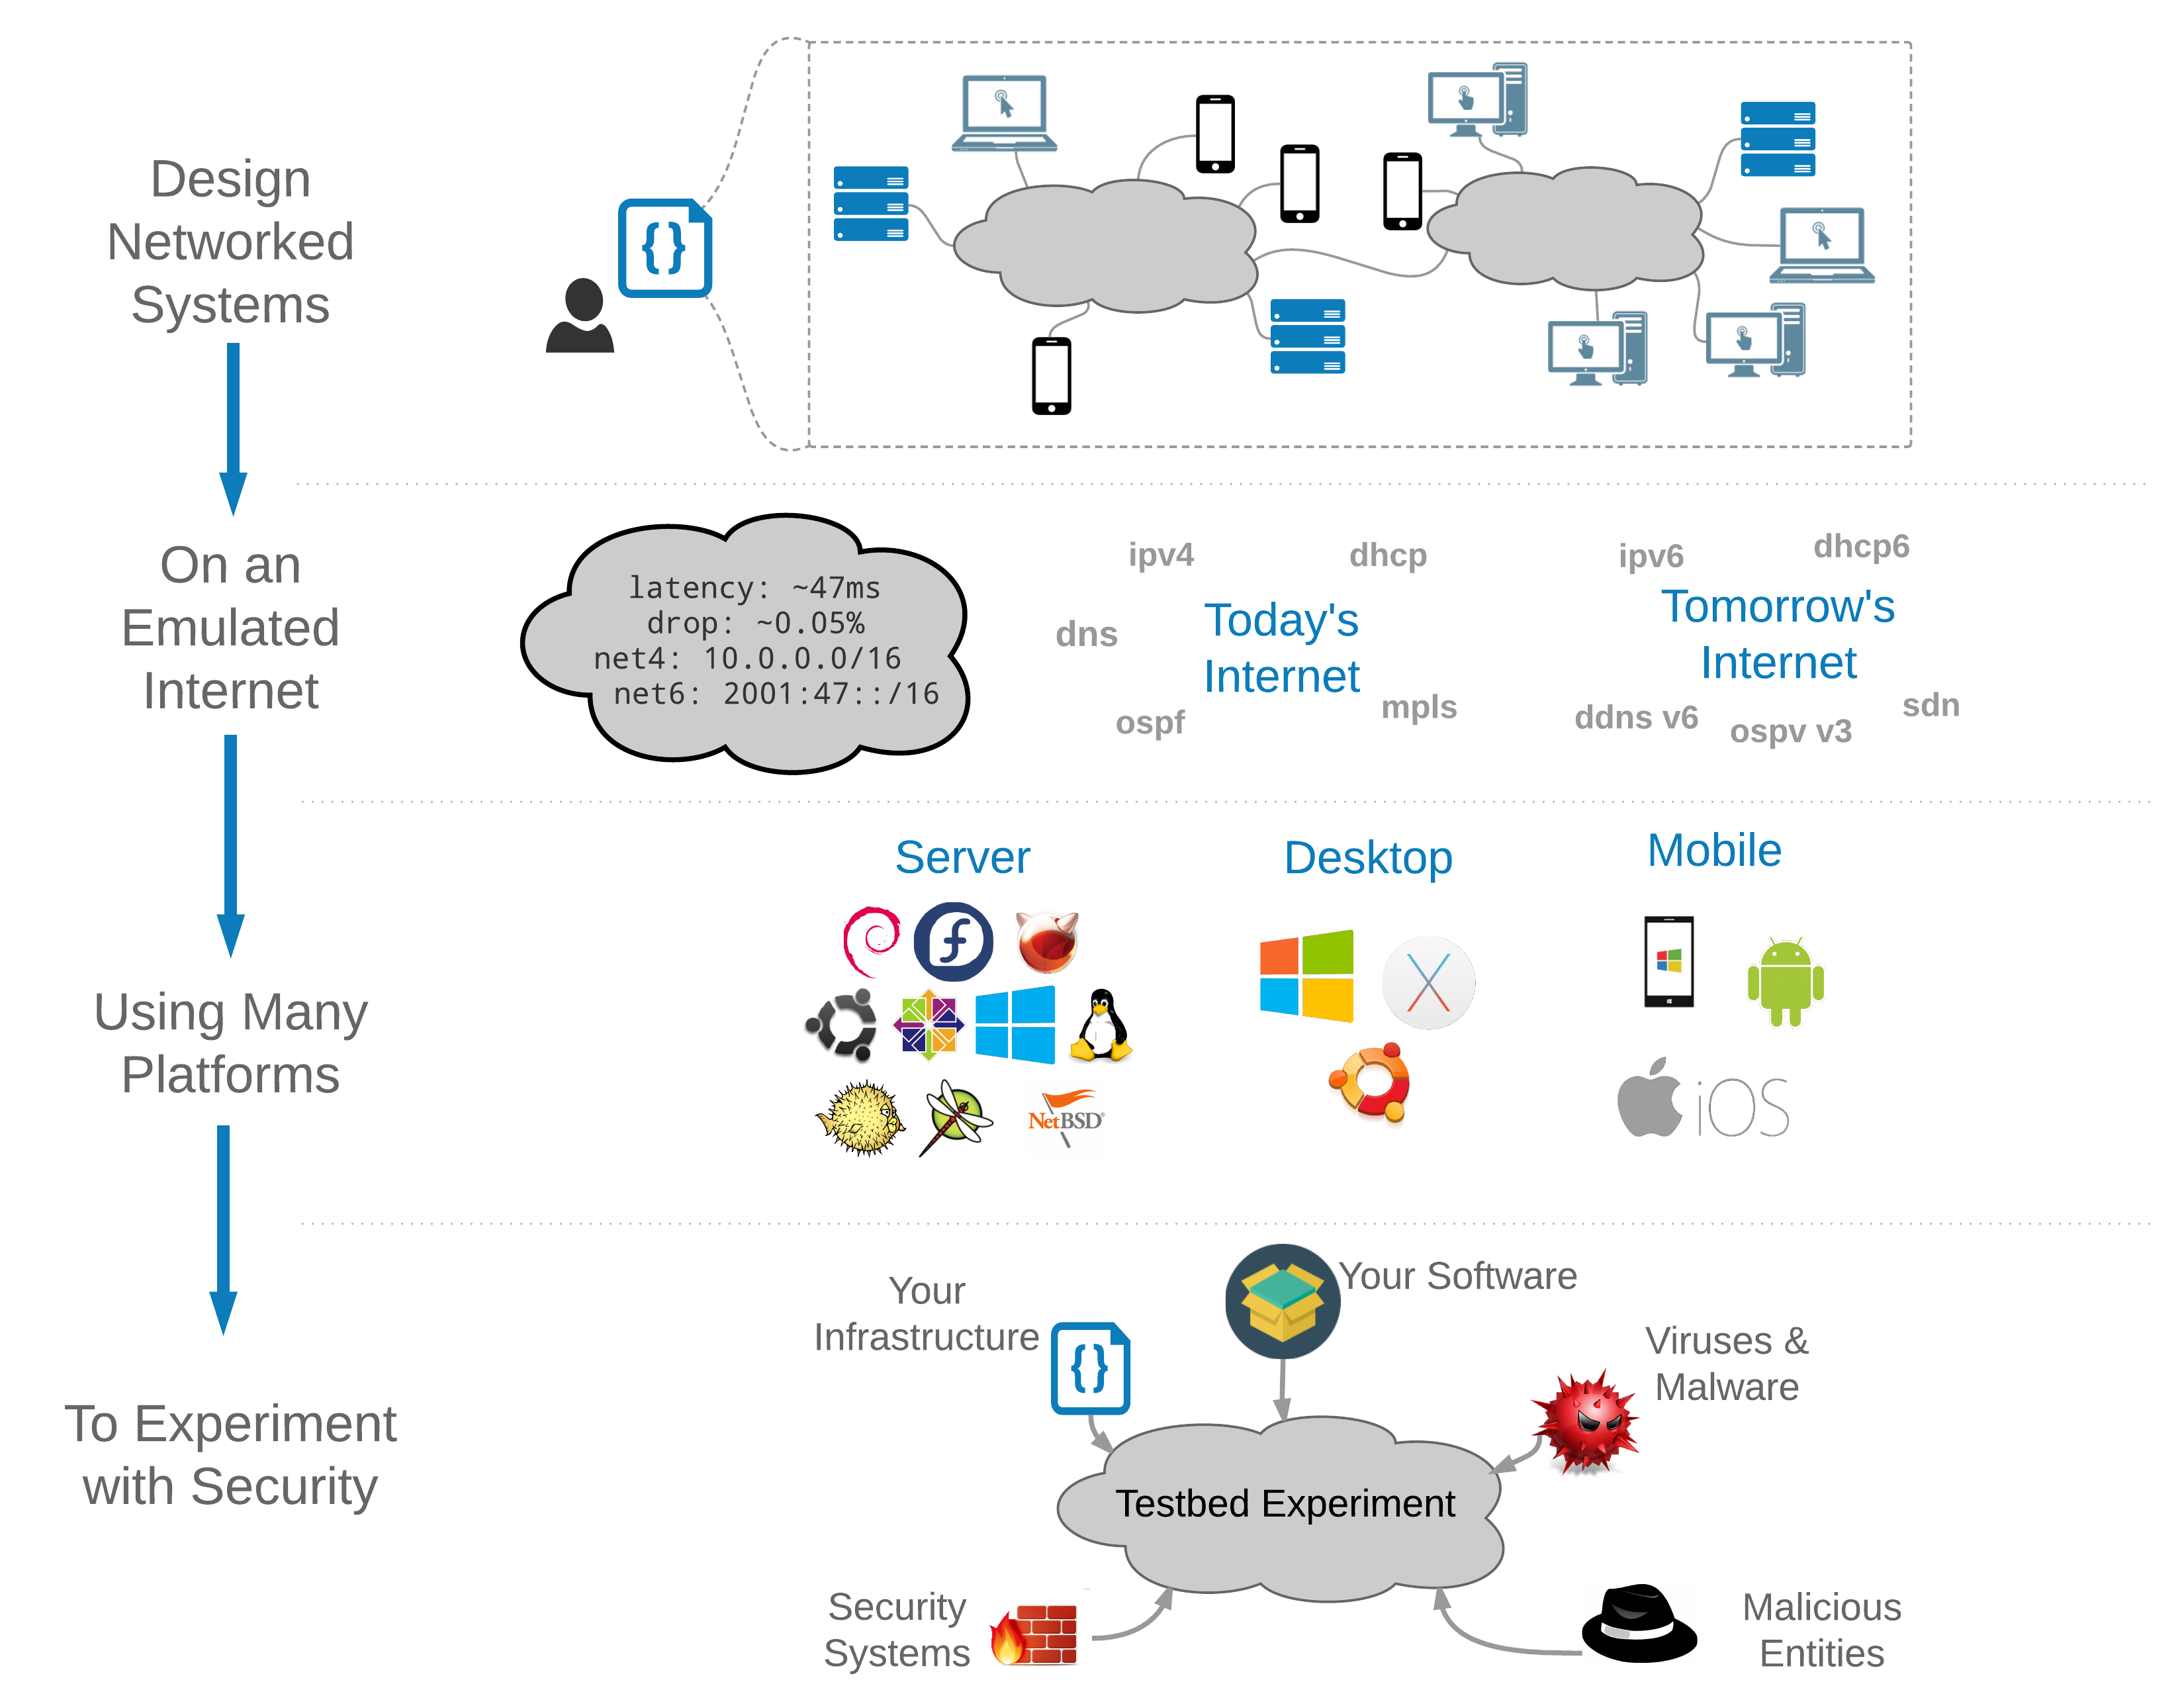 Design
Networked
Systems
{}
On an
Emulated
Internet
latency: ~47ms
drop: ~0.05%
net4: 10.0.0.0/16
net6: 2001:47::/16
ipv4
dhcp
dns
Today's
Internet
ospf
mpls
ipv6
dhcp6
Tomorrow's
Internet
ddns v6
ospv v3
sdn
Using Many
Platforms
Server
Desktop
Mobile
NetBSD®
iOS
To Experiment
with Security
Your
Infrastructure
{}
Your Software
Viruses &
Malware
Testbed Experiment
Security
Systems
Malicious
Entities